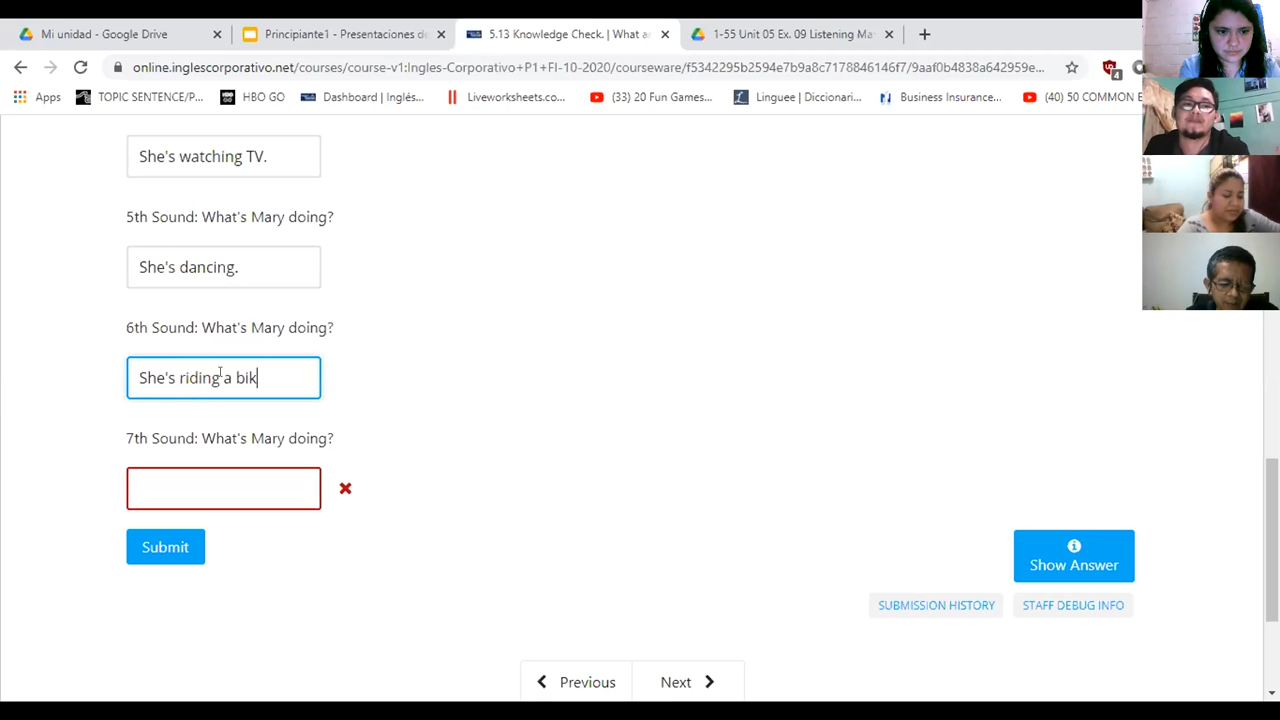 Mi unidad - Google Drive
Principiante1 - Presentaciones de
5.13 Knowledge Check. | What a
1-55 Unit 05 Ex. 09 Listening Ma
online.inglescorporativo.net/courses/course-v1:Ingles-Corporativo+P1+FI-10-2020/courseware/f5342295b2594e7b9a8c7178846146f7/9aaf0b4838a642959e...
4
Apps
TOPIC SENTENCE/P...
HBO GO
Dashboard | Inglés...
Liveworksheets.co...
(33) 20 Fun Games...
Linguee | Diccionari...
Business Insurance...
(40) 50 COMMON E
She's watching TV.
5th Sound: What's Mary doing?
She's dancing.
6th Sound: What's Mary doing?
She's riding a bik
7th Sound: What's Mary doing?
Submit
Show Answer
SUBMISSION HISTORY
STAFF DEBUG INFO
Previous
Next